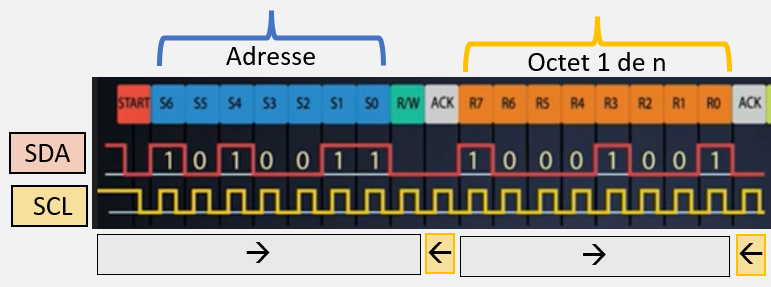 Adresse
Octet 1 de n
START S6 S5 S4 S3 S2 S1 S0 R/W ACK R7 R6 R5 R4 R3 R2 R1 R0 ACK
SDA 1 0 1 0 0 1 1 1 0 0 0 1 0 0 1
SCL
→ ← → ←